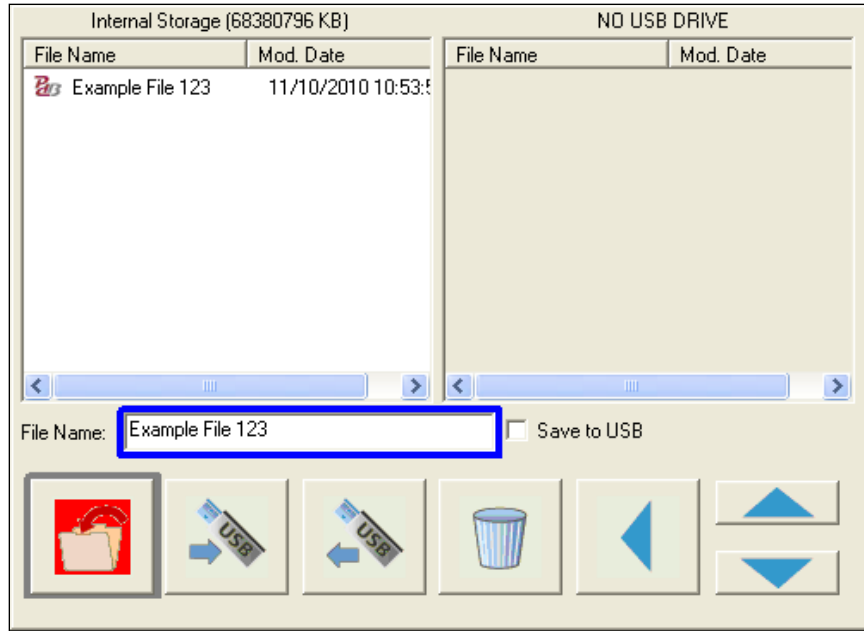 Internal Storage (68380796 KB)
NO USB DRIVE
File Name Mod. Date
File Name Mod. Date
Example File 123 11/10/2010 10:53:5
File Name: Example File 123 Save to USB
USB
USB